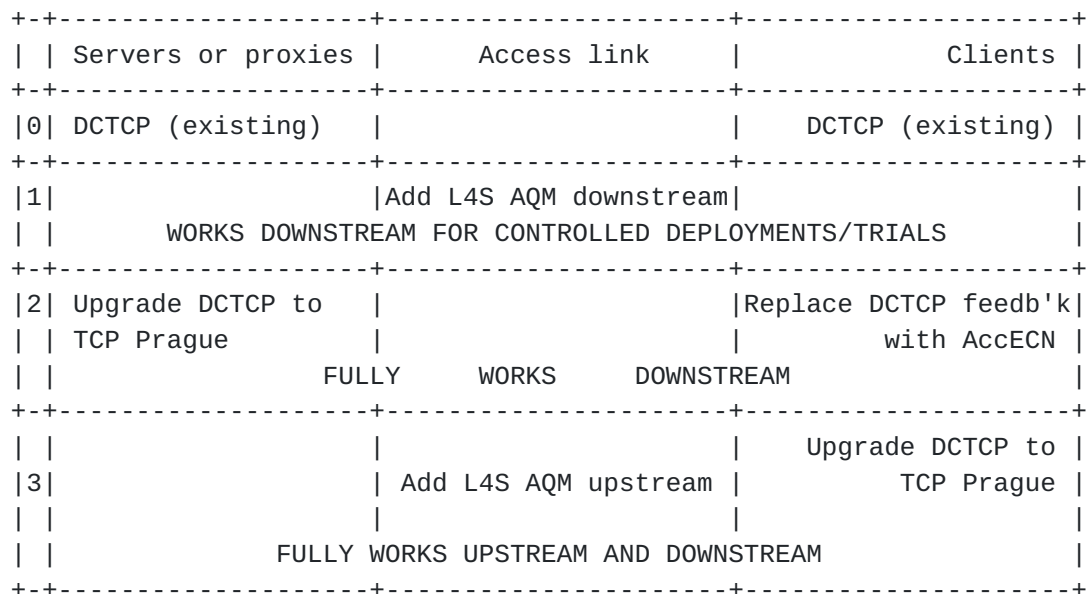 +-+--------------------+----------------------+---------------------+
| | Servers or proxies |      Access link     |             Clients |
+-+--------------------+----------------------+---------------------+
|0| DCTCP (existing)   |                      |    DCTCP (existing) |
+-+--------------------+----------------------+---------------------+
|1|                    |Add L4S AQM downstream|                     |
| |       WORKS DOWNSTREAM FOR CONTROLLED DEPLOYMENTS/TRIALS        |
+-+--------------------+----------------------+---------------------+
|2| Upgrade DCTCP to   |                      |Replace DCTCP feedb'k|
| | TCP Prague         |                      |         with AccECN |
| |                 FULLY     WORKS     DOWNSTREAM                  |
+-+--------------------+----------------------+---------------------+
| |                    |                      |    Upgrade DCTCP to |
|3|                    | Add L4S AQM upstream |          TCP Prague |
| |                    |                      |                     |
| |              FULLY WORKS UPSTREAM AND DOWNSTREAM                |
+-+--------------------+----------------------+---------------------+